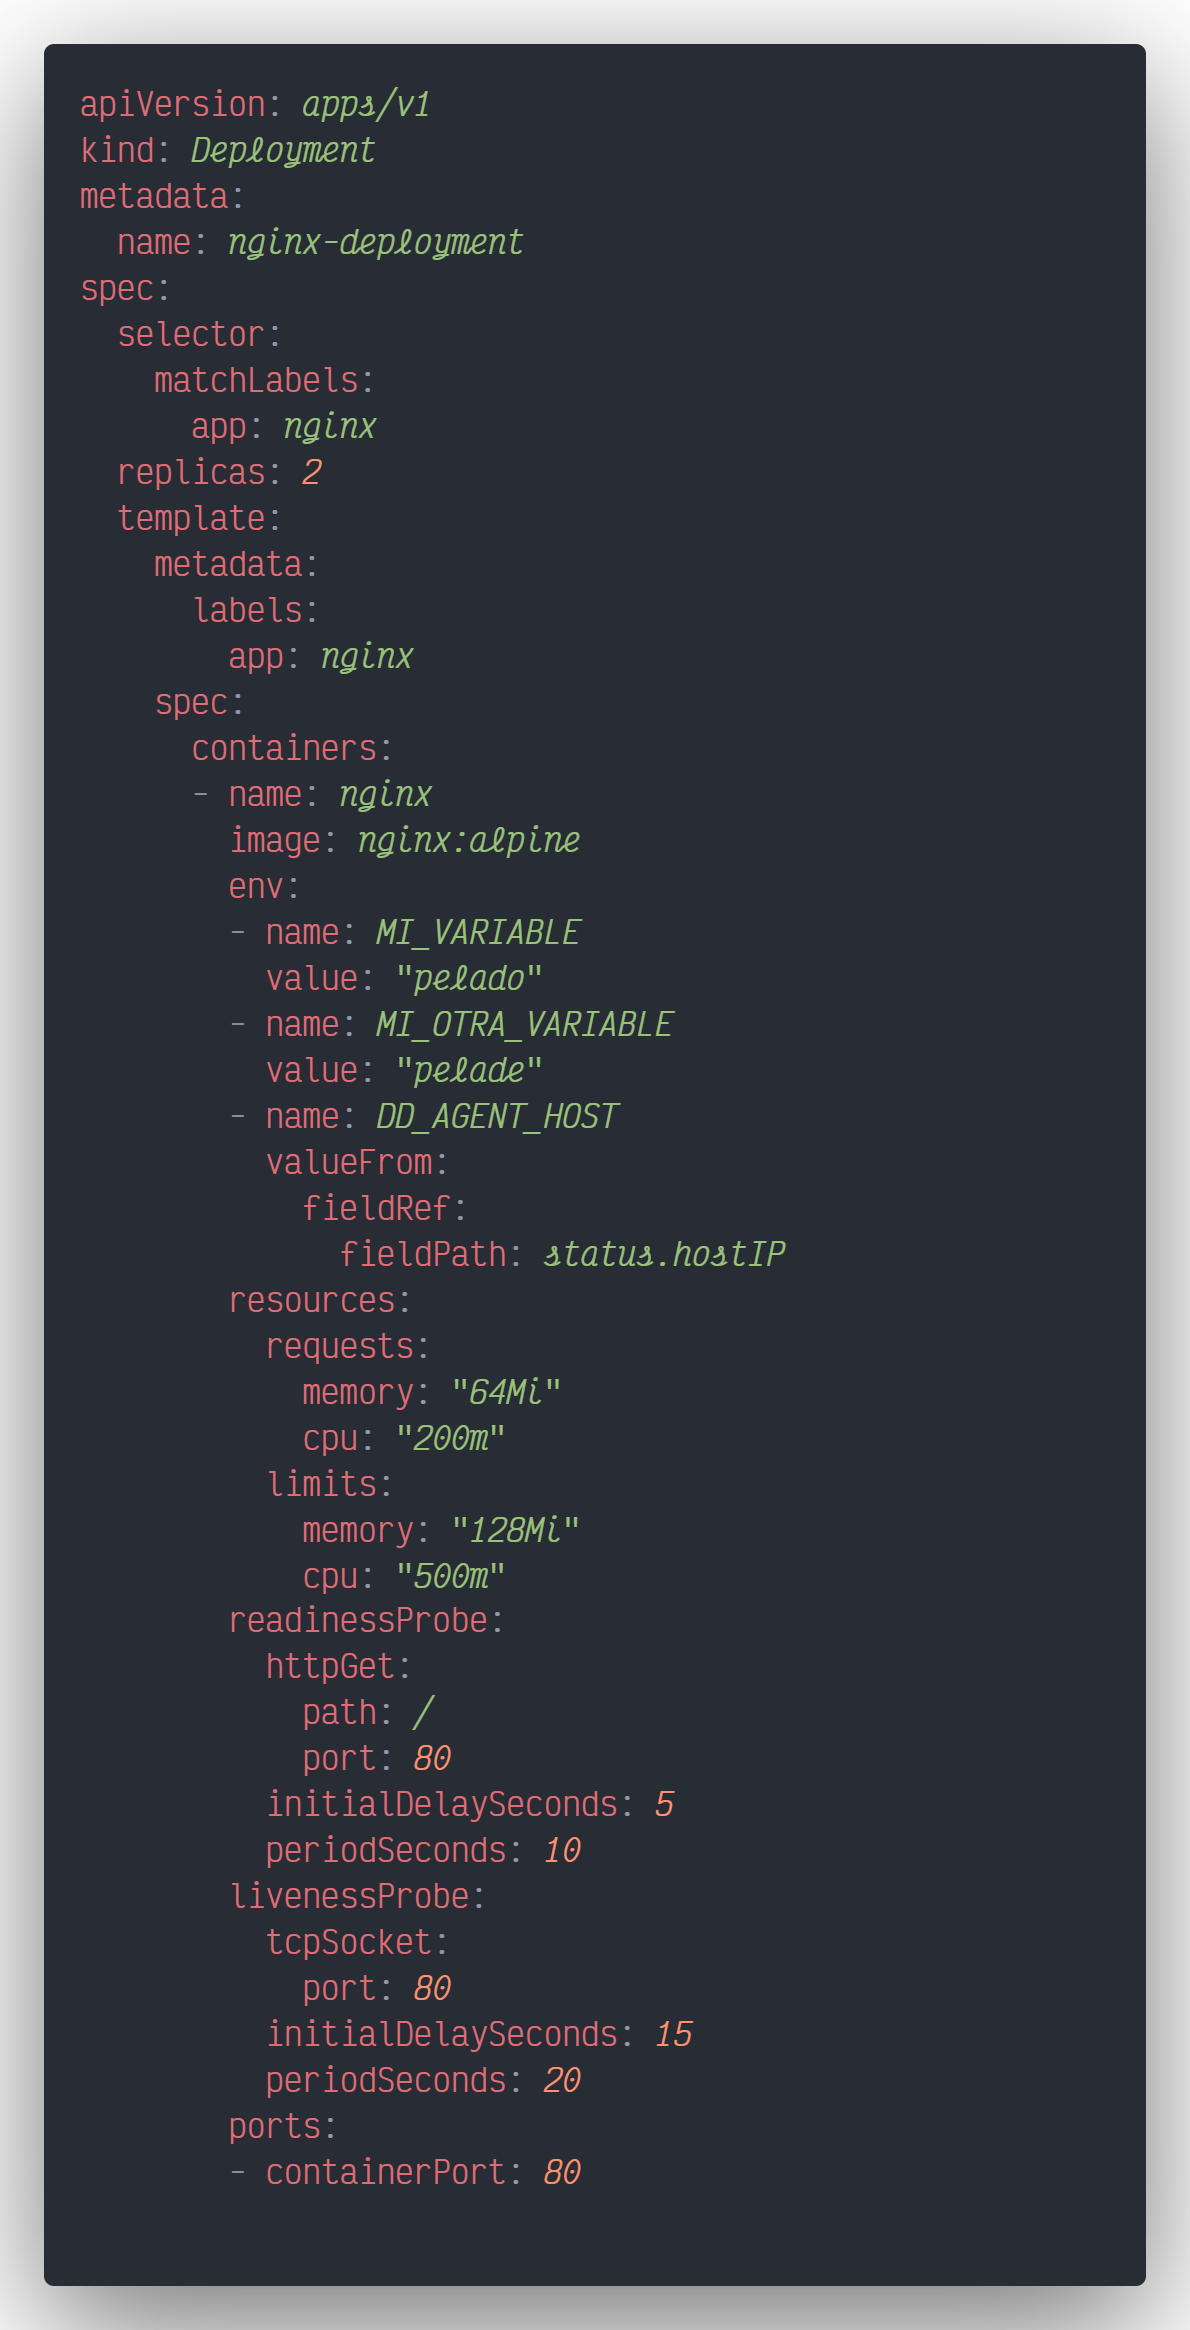 apiVersion: apps/v1
kind: Deployment
metadata:
  name: nginx-deployment
spec:
  selector:
    matchLabels:
      app: nginx
  replicas: 2
  template:
    metadata:
      labels:
        app: nginx
    spec:
      containers:
      - name: nginx
        image: nginx:alpine
        env:
        - name: MI_VARIABLE
          value: "pelado"
        - name: MI_OTRA_VARIABLE
          value: "pelade"
        - name: DD_AGENT_HOST
          valueFrom:
            fieldRef:
              fieldPath: status.hostIP
        resources:
          requests:
            memory: "64Mi"
            cpu: "200m"
          limits:
            memory: "128Mi"
            cpu: "500m"
        readinessProbe:
          httpGet:
            path: /
            port: 80
          initialDelaySeconds: 5
          periodSeconds: 10
        livenessProbe:
          tcpSocket:
            port: 80
          initialDelaySeconds: 15
          periodSeconds: 20
        ports:
        - containerPort: 80